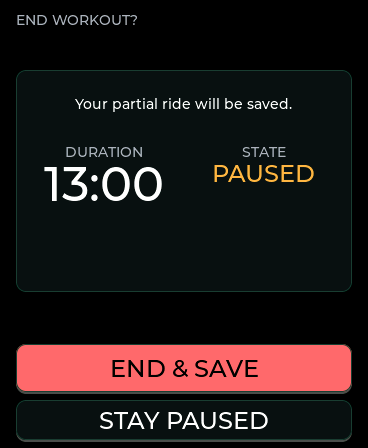 END WORKOUT?
Your partial ride will be saved.
DURATION
13:00
STATE
PAUSED
END & SAVE
STAY PAUSED